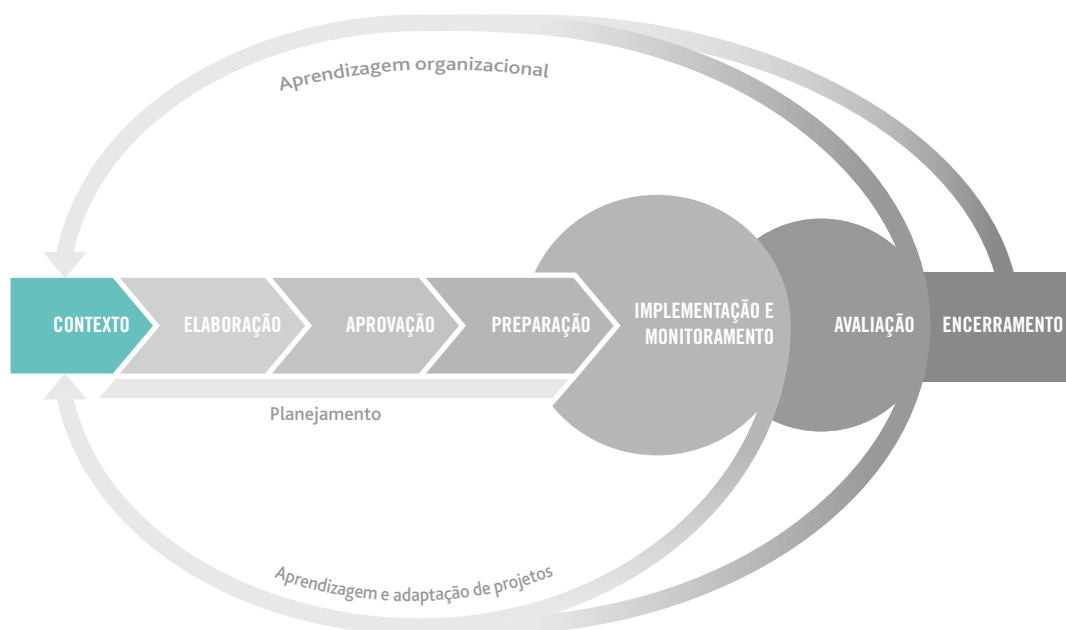 Aprendizagem organizacional
CONTEXTO
ELABORAÇÃO
APROVAÇÃO
PREPARAÇÃO
IMPLEMENTAÇÃO E
MONITORAMENTO
AVALIAÇÃO
ENCERRAMENTO
Planejamento
Aprendizagem e adaptação de projetos